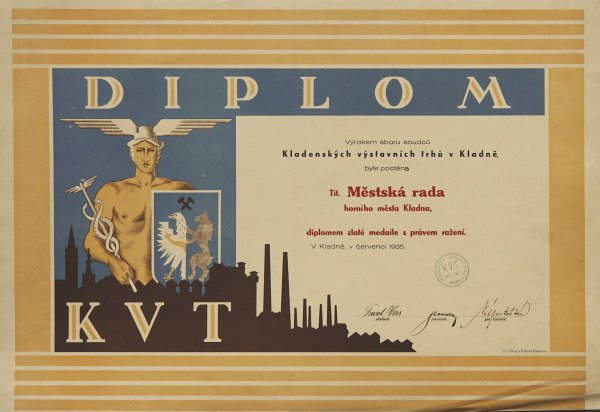 DIPLOM
Výrokem sboru soudců
Kladenských výstavních trhů v Kladně,
byla poctěna
Tit. Městská rada
horního města Kladna,
diplomem zlaté medaile s právem ražení.
V Kladně, v červenci 1935.
KVT
KVT